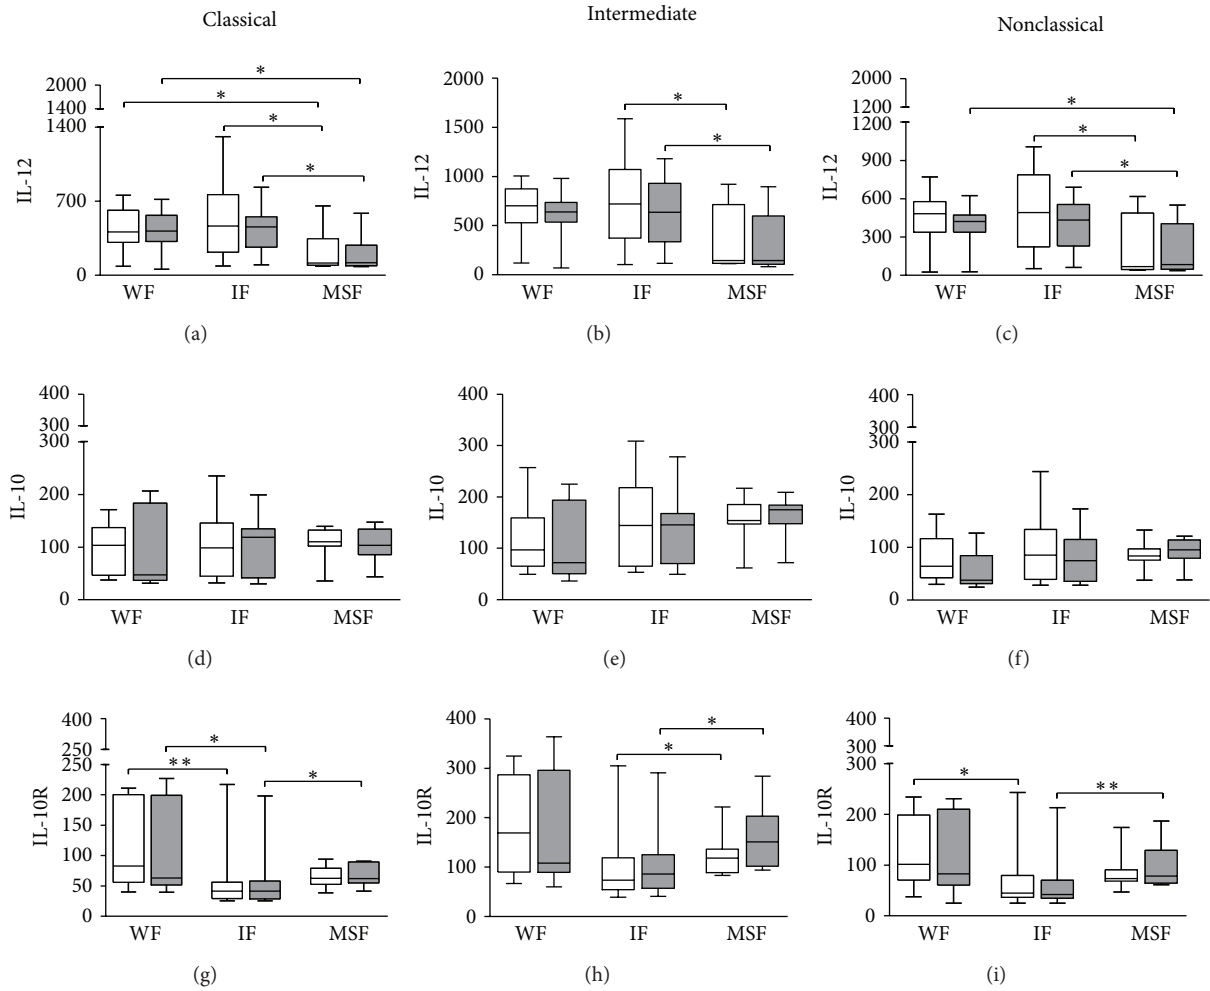 Classical
Intermediate
Nonclassical
IL-12
2000
1400
1400
700
0
*
*
*
*
WF IF MSF
(a)
IL-12
2000
1500
1000
500
0
*
*
WF IF MSF
(b)
IL-12
2000
1200
1200
900
600
300
0
*
*
*
WF IF MSF
(c)
IL-10
400
300
300
200
100
0
WF IF MSF
(d)
IL-10
400
300
200
100
0
WF IF MSF
(e)
IL-10
400
300
300
200
100
0
WF IF MSF
(f)
IL-10R
400
250
250
200
150
100
50
0
*
**
*
WF IF MSF
(g)
IL-10R
400
300
200
100
0
*
*
WF IF MSF
(h)
IL-10R
400
300
300
200
100
0
*
**
WF IF MSF
(i)